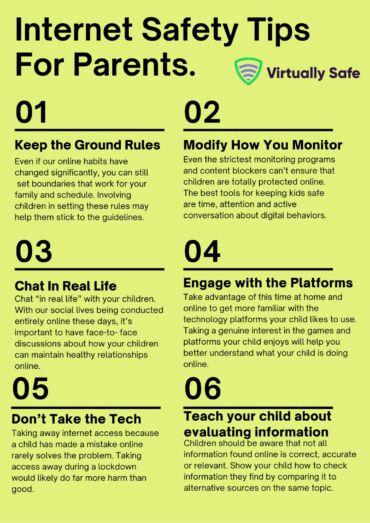 Internet Safety Tips
For Parents.
Virtually Safe
01
Keep the Ground Rules
Even if our online habits have
changed significantly, you can still
set boundaries that work for your
family and schedule. Involving
children in setting these rules may
help them stick to the guidelines.
02
Modify How You Monitor
Even the strictest monitoring programs
and content blockers can't ensure that
children are totally protected online.
The best tools for keeping kids safe
are time, attention and active
conversation about digital behaviors.
03
Chat In Real Life
Chat “in real life” with your children.
With our social lives being conducted
entirely online these days, it’s
important to have face-to- face
discussions about how your children
can maintain healthy relationships
online.
04
Engage with the Platforms
Take advantage of this time at home and
online to get more familiar with the
technology platforms your child likes to use.
Taking a genuine interest in the games and
platforms your child enjoys will help you
better understand what your child is doing
online.
05
Don’t Take the Tech
Taking away internet access because
a child has made a mistake online
rarely solves the problem. Taking
access away during a lockdown
would likely do far more harm than
good.
06
Teach your child about
evaluating information
Children should be aware that not all
information found online is correct, accurate
or relevant. Show your child how to check
information they find by comparing it to
alternative sources on the same topic.